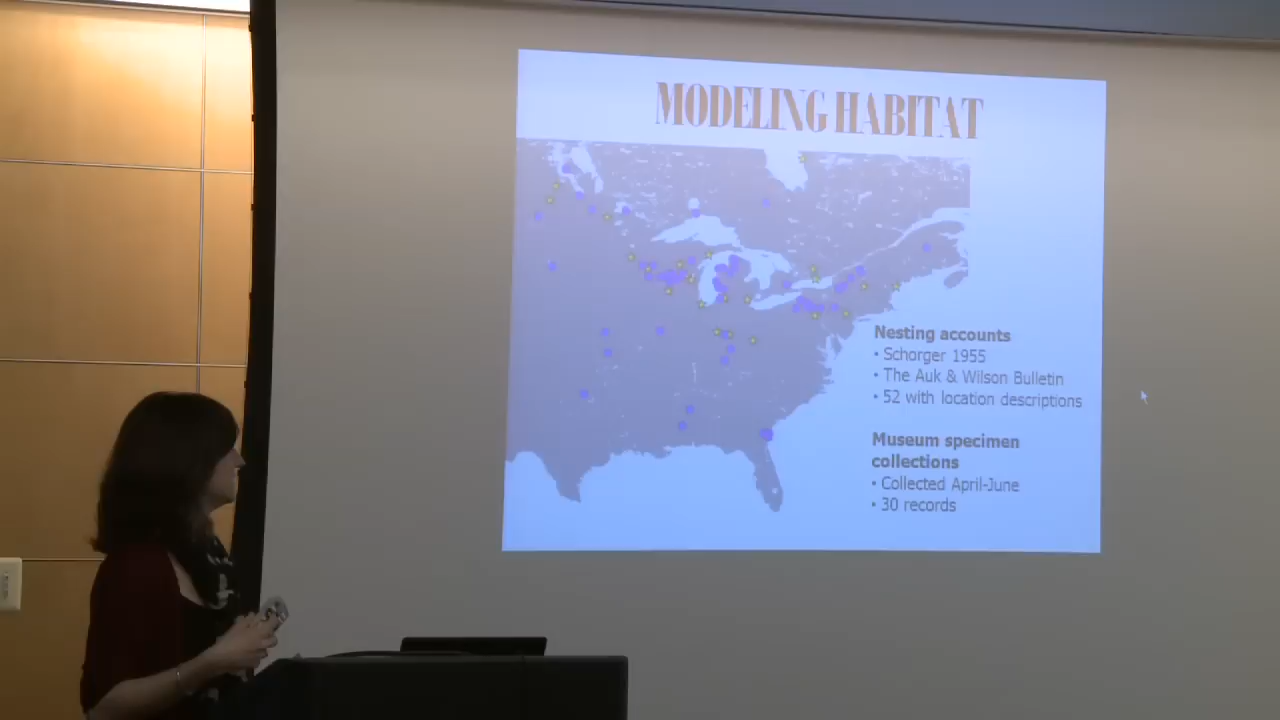 MODELING HABITAT
Nesting accounts
• Schorger 1955
• The Auk & Wilson Bulletin
• 52 with location descriptions
Museum specimen
collections
• Collected April-June
• 30 records